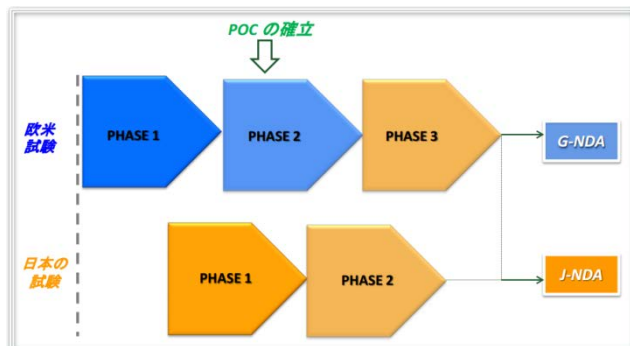 POC の確立
欧米
試験
PHASE 1
PHASE 2
PHASE 3
G-NDA
日本の
試験
PHASE 1
PHASE 2
J-NDA